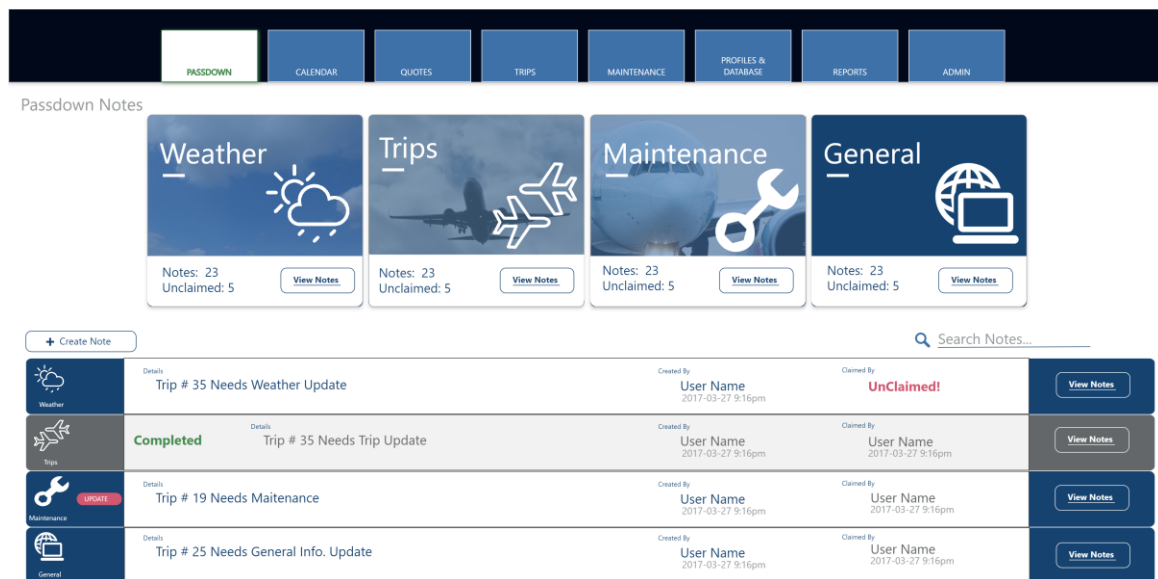 PASSDOWN
CALENDAR
QUOTES
TRIPS
MAINTENANCE
PROFILES &
DATABASE
REPORTS
ADMIN
Passdown Notes
Weather
Notes: 23
Unclaimed: 5
View Notes
Trips
Notes: 23
Unclaimed: 5
View Notes
Maintenance
Notes: 23
Unclaimed: 5
View Notes
General
Notes: 23
Unclaimed: 5
View Notes
+ Create Note
Search Notes...
Weather
Details
Trip # 35 Needs Weather Update
Created By
User Name
2017-03-27 9:16pm
Claimed By
UnClaimed!
View Notes
Trips
Completed
Details
Trip # 35 Needs Trip Update
Created By
User Name
2017-03-27 9:16pm
Claimed By
User Name
2017-03-27 9:16pm
View Notes
Maintenance
UPDATE
Details
Trip # 19 Needs Maitenance
Created By
User Name
2017-03-27 9:16pm
Claimed By
User Name
2017-03-27 9:16pm
View Notes
General
Details
Trip # 25 Needs General Info. Update
Created By
User Name
2017-03-27 9:16pm
Claimed By
User Name
2017-03-27 9:16pm
View Notes